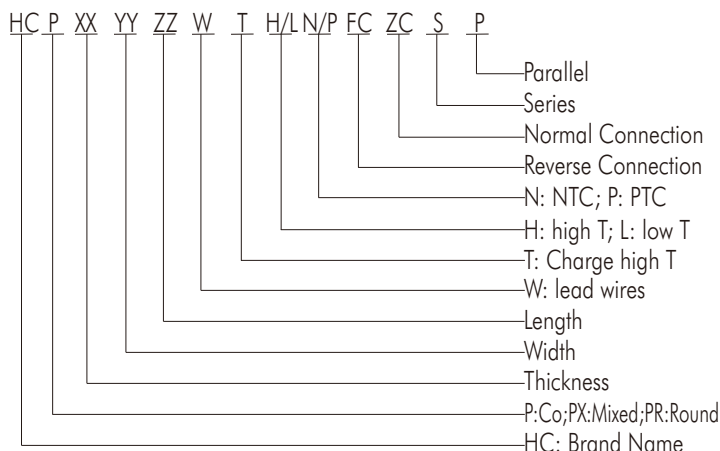 HC P XX YY ZZ W T H/L N/P FC ZC S P
Parallel
Series
Normal Connection
Reverse Connection
N: NTC; P: PTC
H: high T; L: low T
T: Charge high T
W: lead wires
Length
Width
Thickness
P:Co;PX:Mixed;PR:Round
HC: Brand Name